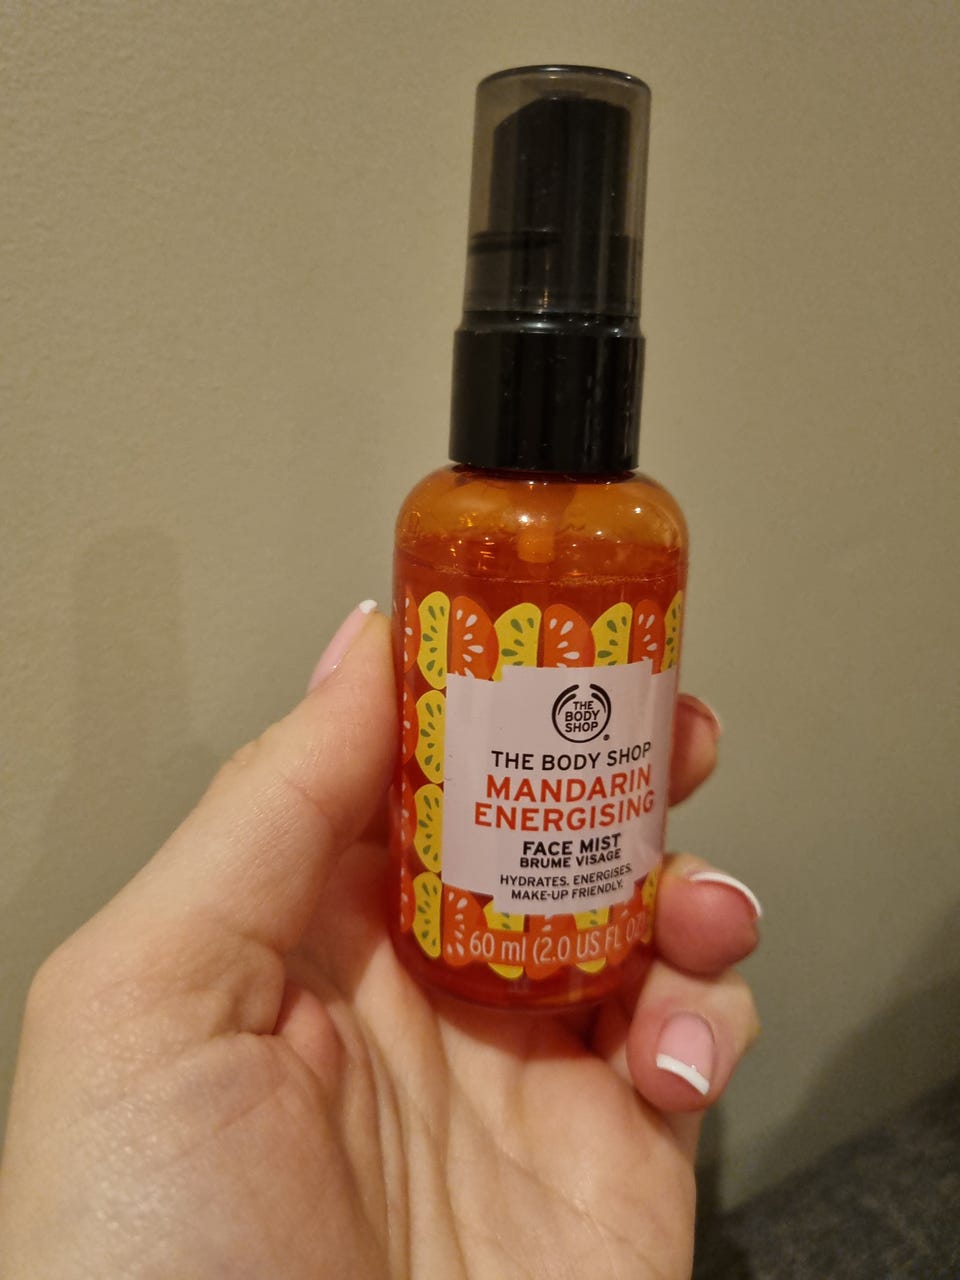 THE
BODY
SHOP
THE BODY SHOP
MANDARIN
ENERGISING
FACE MIST
BRUME VISAGE
HYDRATES. ENERGISES.
MAKE-UP FRIENDLY.
60 ml (2.0 US FL OZ)